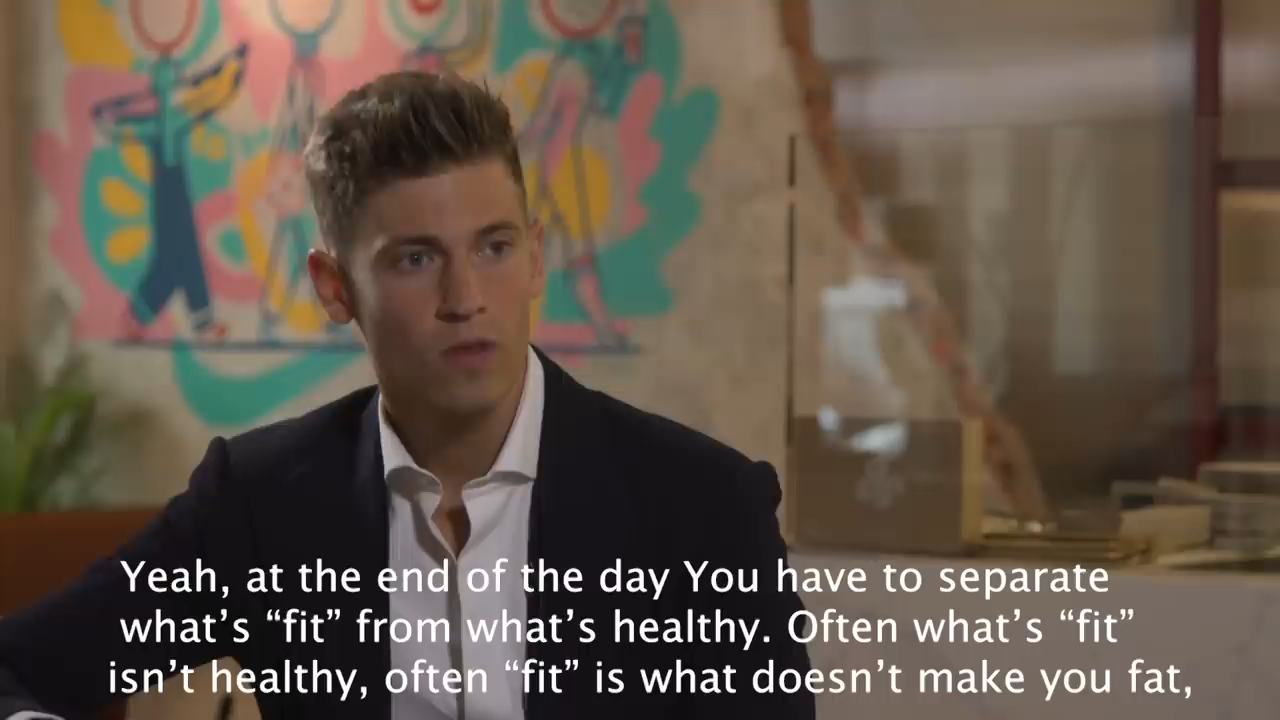 Yeah, at the end of the day You have to separate
what’s “fit” from what’s healthy. Often what’s “fit”
isn’t healthy, often “fit” is what doesn’t make you fat,